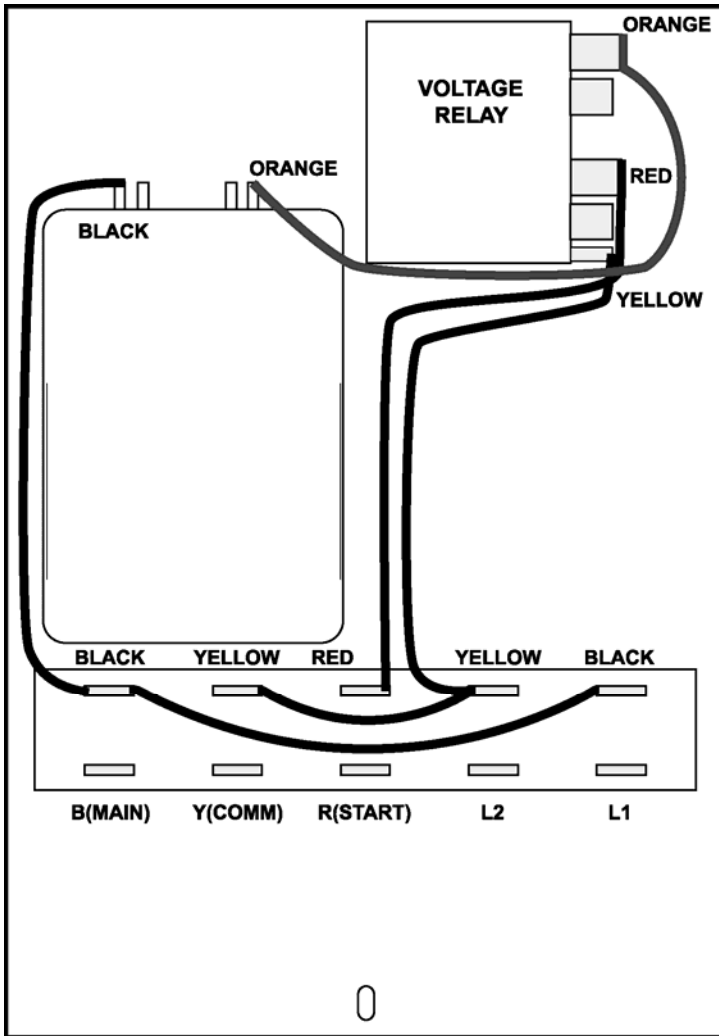 ORANGE
VOLTAGE
RELAY
ORANGE
RED
BLACK
YELLOW
BLACK YELLOW RED YELLOW BLACK
B(MAIN) Y(COMM) R(START) L2 L1